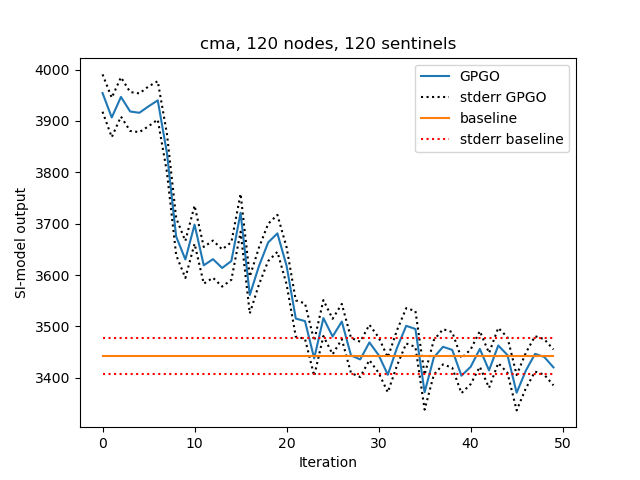 cma, 120 nodes, 120 sentinels
4000
3900
3800
3700
3600
3500
3400
SI-model output
GPGO
stderr GPGO
baseline
stderr baseline
0
10
20
30
40
50
Iteration